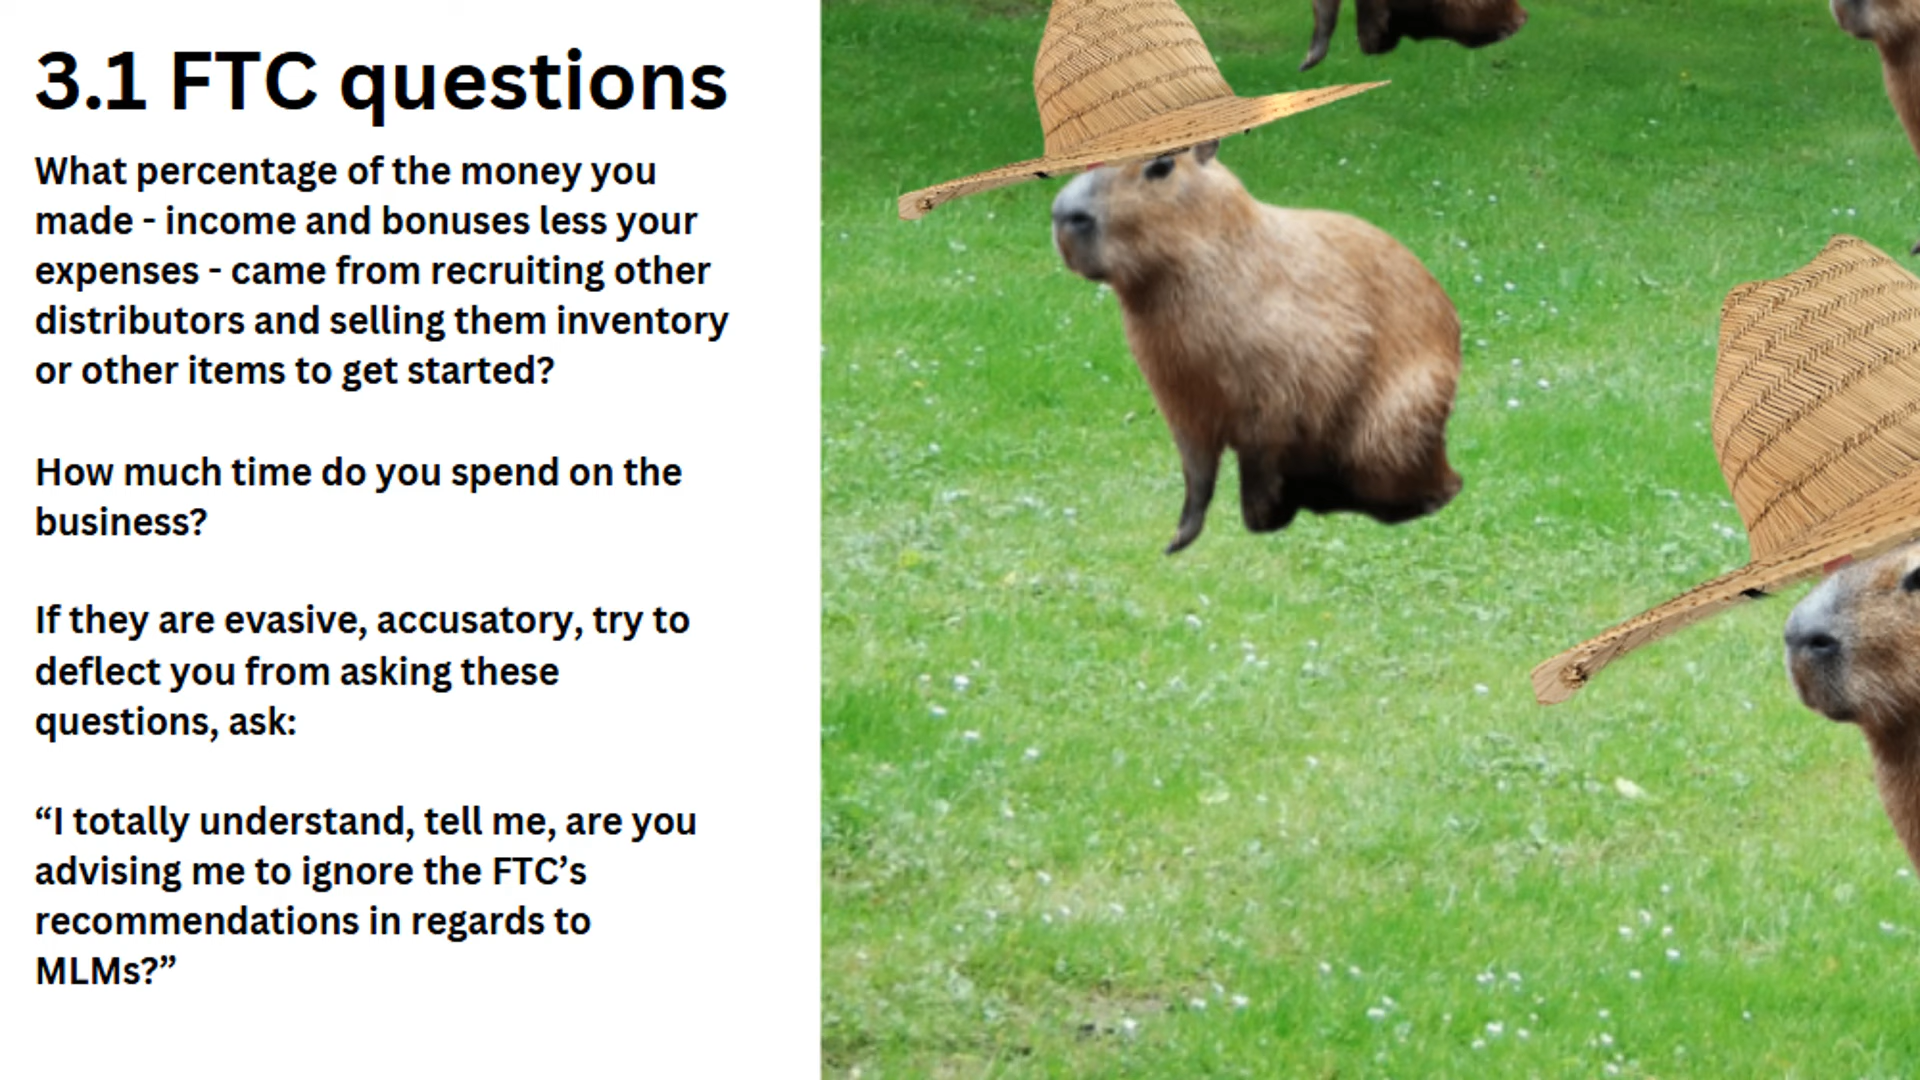 3.1 FTC questions
What percentage of the money you
made - income and bonuses less your
expenses - came from recruiting other
distributors and selling them inventory
or other items to get started?
How much time do you spend on the
business?
If they are evasive, accusatory, try to
deflect you from asking these
questions, ask:
“I totally understand, tell me, are you
advising me to ignore the FTC’s
recommendations in regards to
MLMs?”